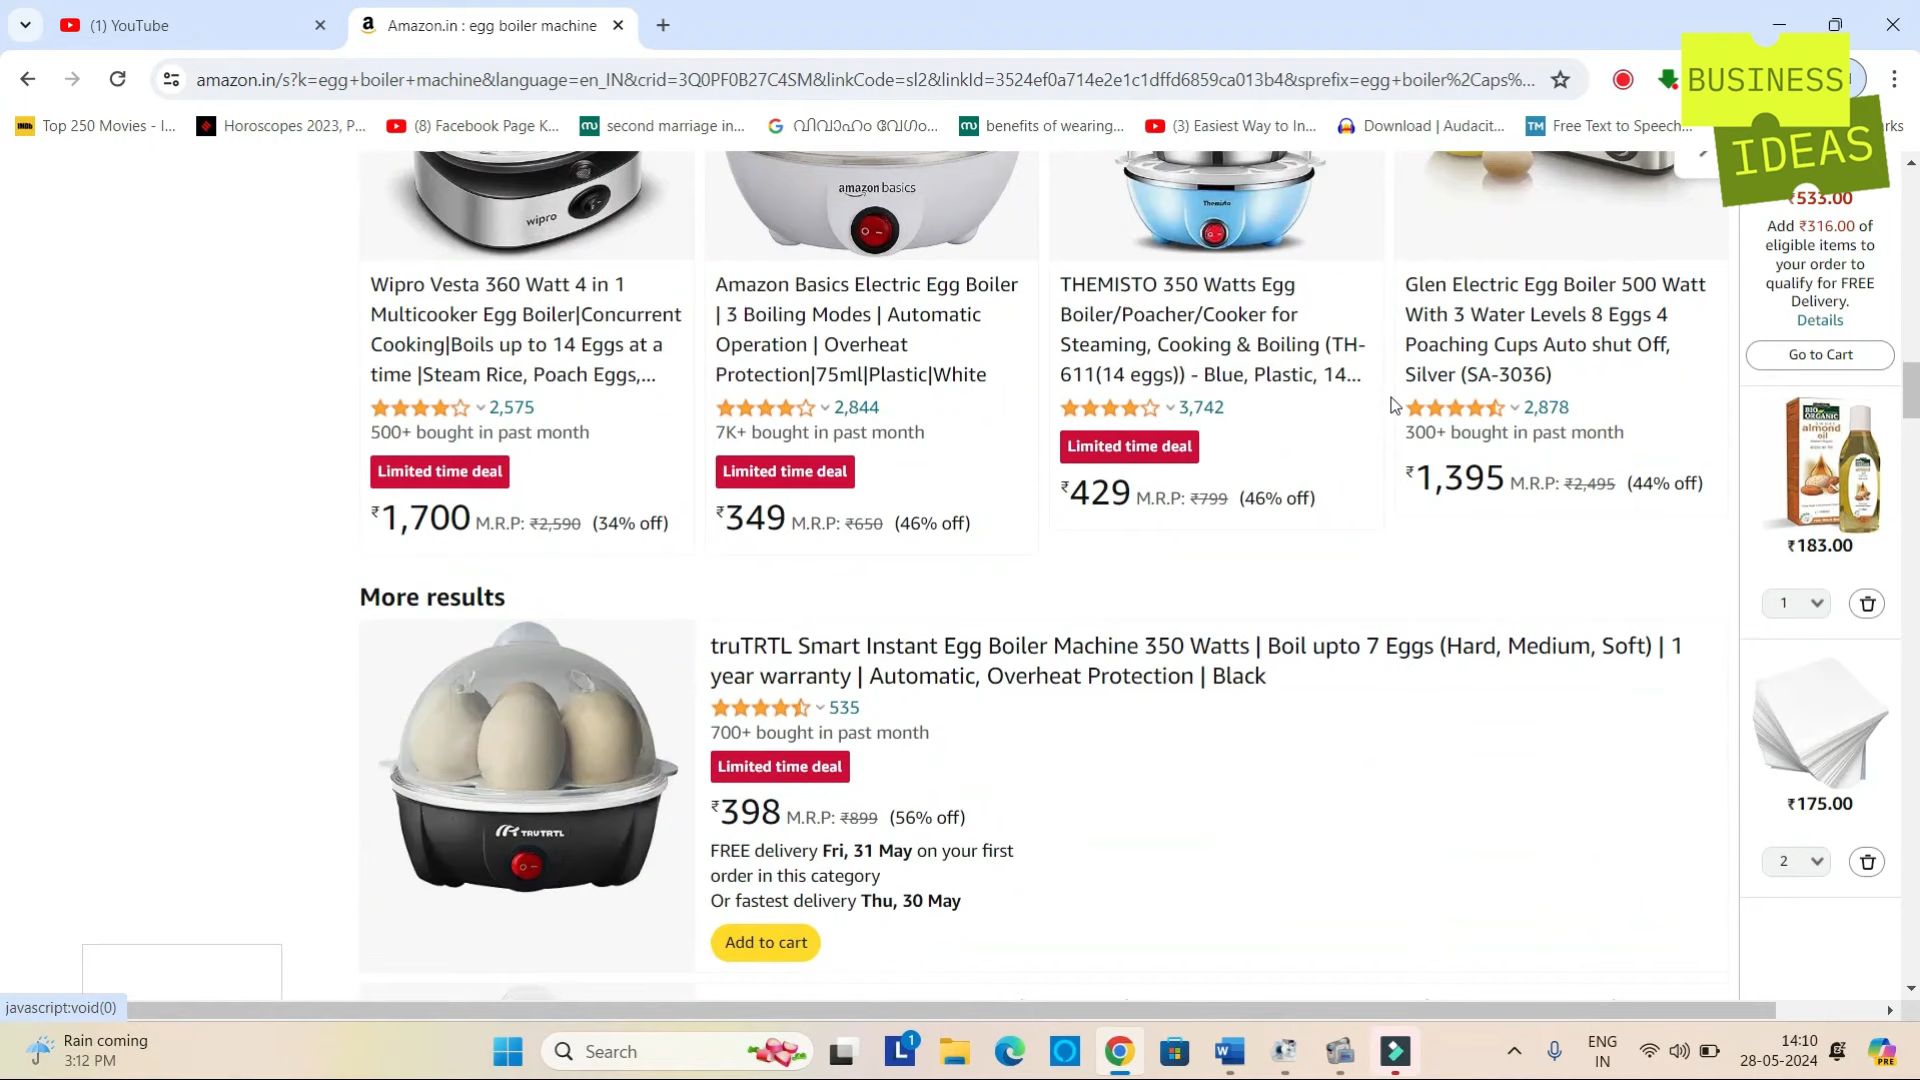 (1) YouTube
Amazon.in : egg boiler machine
amazon.in/s?k=egg+boiler+machine&language=en_IN&crid=3Q0PF0B27C4SM&linkCode=sl2&linkId=3524ef0a714e2e1c1dffd6859ca013b4&sprefix=egg+boiler%2Caps%...
BUSINESS
IDEAS
Top 250 Movies - I...
Horoscopes 2023, P...
(8) Facebook Page K...
second marriage in...
വിവാഹം വേഗം...
benefits of wearing...
(3) Easiest Way to In...
Download | Audacit...
Free Text to Speech...
wipro
amazon basics
Themisto
Wipro Vesta 360 Watt 4 in 1
Multicooker Egg Boiler|Concurrent
Cooking|Boils up to 14 Eggs at a
time |Steam Rice, Poach Eggs,...
2,575
500+ bought in past month
Limited time deal
₹1,700 M.R.P: ₹2,590 (34% off)
Amazon Basics Electric Egg Boiler
| 3 Boiling Modes | Automatic
Operation | Overheat
Protection|75ml|Plastic|White
2,844
7K+ bought in past month
Limited time deal
₹349 M.R.P: ₹650 (46% off)
THEMISTO 350 Watts Egg
Boiler/Poacher/Cooker for
Steaming, Cooking & Boiling (TH-
611(14 eggs)) - Blue, Plastic, 14...
3,742
Limited time deal
₹429 M.R.P: ₹799 (46% off)
Glen Electric Egg Boiler 500 Watt
With 3 Water Levels 8 Eggs 4
Poaching Cups Auto shut Off,
Silver (SA-3036)
2,878
300+ bought in past month
₹1,395 M.R.P: ₹2,495 (44% off)
More results
TRUTRTL
truTRTL Smart Instant Egg Boiler Machine 350 Watts | Boil upto 7 Eggs (Hard, Medium, Soft) | 1
year warranty | Automatic, Overheat Protection | Black
535
700+ bought in past month
Limited time deal
₹398 M.R.P: ₹899 (56% off)
FREE delivery Fri, 31 May on your first
order in this category
Or fastest delivery Thu, 30 May
Add to cart
₹533.00
Add ₹316.00 of
eligible items to
your order to
qualify for FREE
Delivery.
Details
Go to Cart
BIO
ORGANIC
almond
oil
₹183.00
1
₹175.00
2
javascript:void(0)
Rain coming
3:12 PM
Search
1
ENG
IN
14:10
28-05-2024
PRE